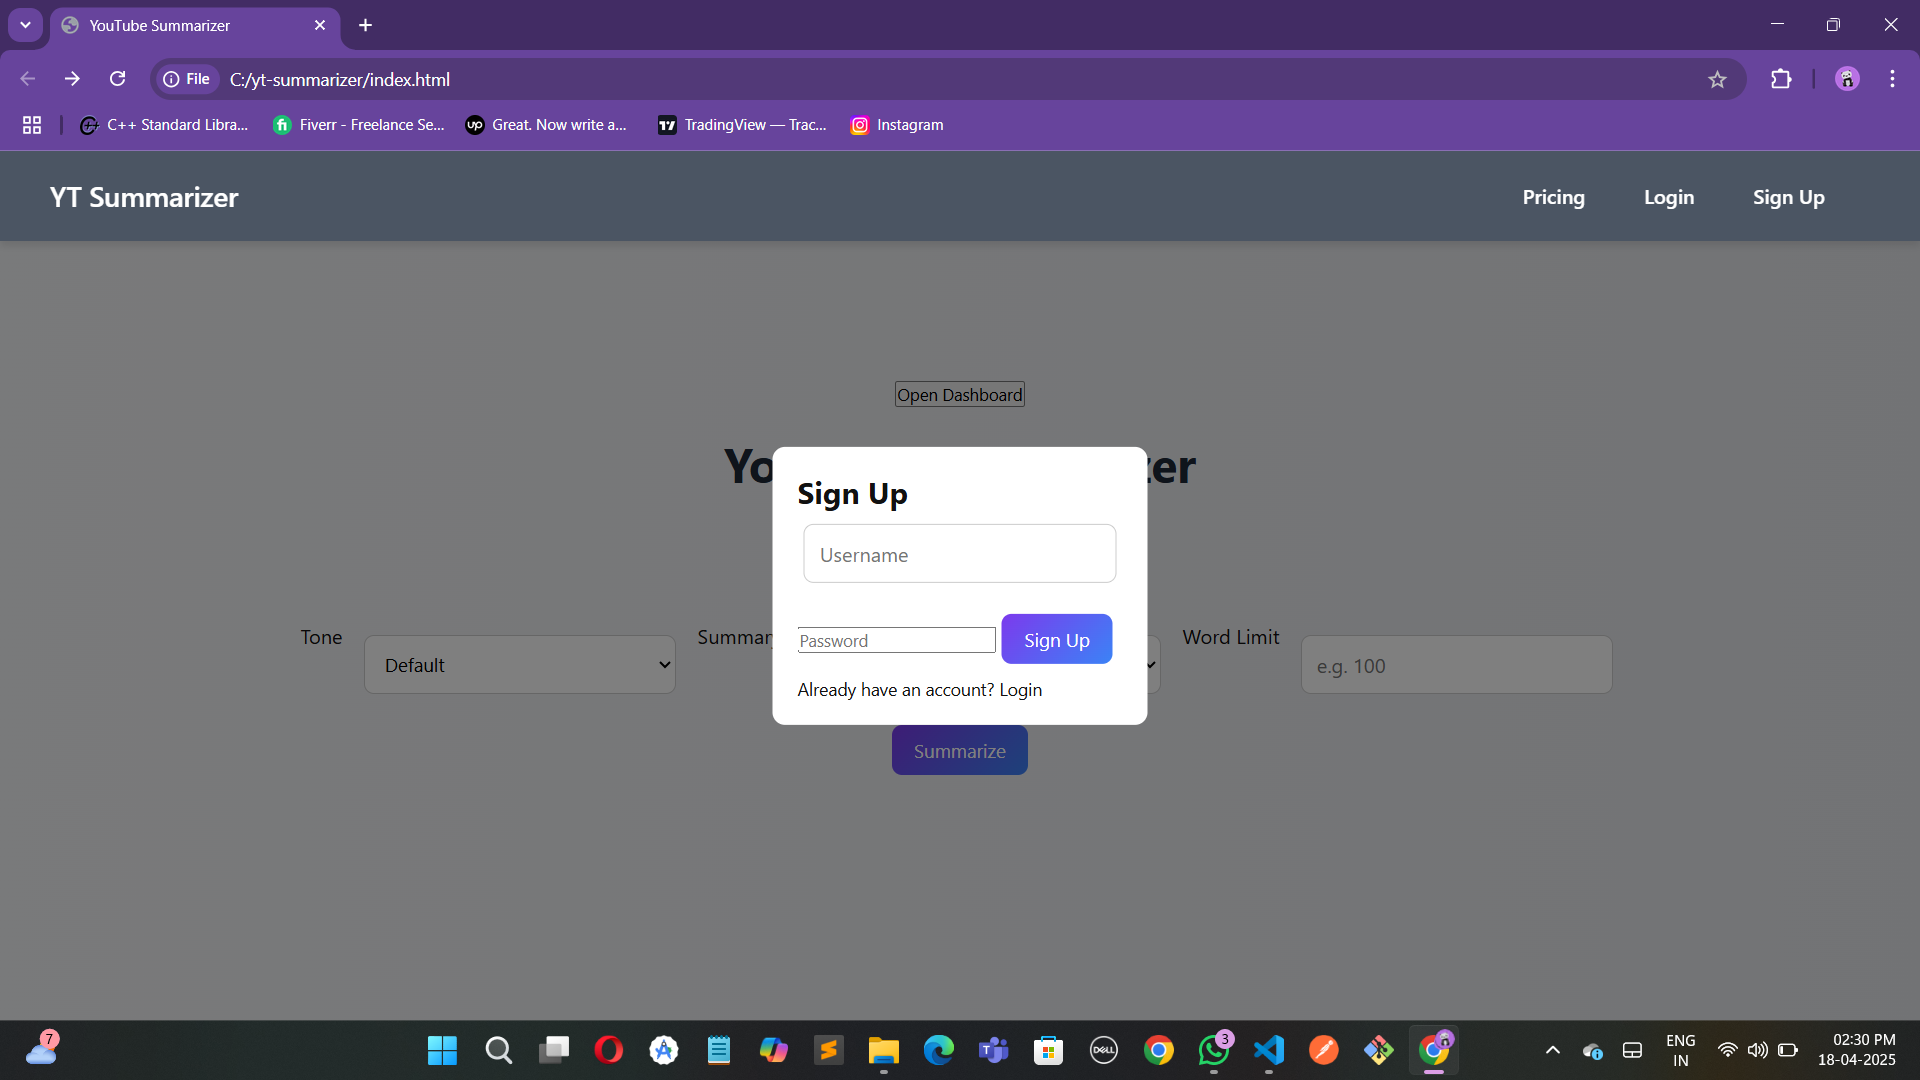 YouTube Summarizer
File
C:/yt-summarizer/index.html
C++ Standard Libra...
Fiverr - Freelance Se...
up
Great. Now write a...
TradingView — Trac...
Instagram
YT Summarizer
Pricing
Login
Sign Up
Open Dashboard
Yo
er
Sign Up
Username
Password
Sign Up
Already have an account? Login
Tone
Default
Summar
Word Limit
e.g. 100
Summarize
7
DELL
3
ENG
IN
02:30 PM
18-04-2025